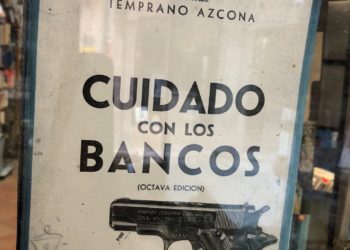 TEMPRANO AZCONA
CUIDADO
CON LOS
BANCOS
(OCTAVA EDICION)